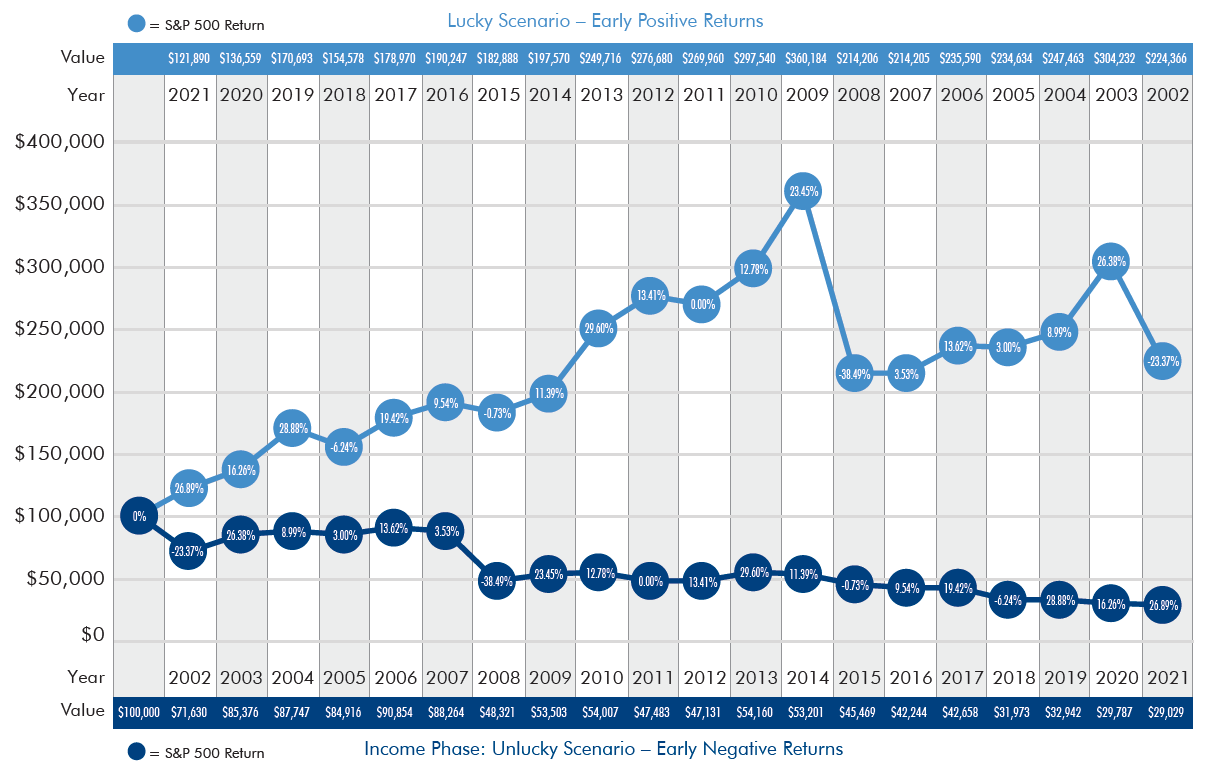 = S&P 500 Return
Lucky Scenario – Early Positive Returns
Value $121,890 $136,559 $170,693 $154,578 $178,970 $190,247 $182,888 $197,570 $249,716 $276,680 $269,960 $297,540 $360,184 $214,206 $214,205 $235,590 $234,634 $247,463 $304,232 $224,366
Year 2021 2020 2019 2018 2017 2016 2015 2014 2013 2012 2011 2010 2009 2008 2007 2006 2005 2004 2003 2002
$400,000
$350,000
$300,000
$250,000
$200,000
$150,000
$100,000
$50,000
$0
26.89% 16.26% 28.88% -6.24% 19.42% 9.54% -0.73% 11.39% 29.60% 13.41% 0.00% 12.78% 23.45% -38.49% 3.53% 13.62% 3.00% 8.99% 26.38% -23.37%
0% -23.37% 26.38% 8.99% 3.00% 13.62% 3.53% -38.49% 23.45% 12.78% 0.00% 13.41% 29.60% 11.39% -0.73% 9.54% 19.42% -6.24% 28.88% 16.26% 26.89%
Year 2002 2003 2004 2005 2006 2007 2008 2009 2010 2011 2012 2013 2014 2015 2016 2017 2018 2019 2020 2021
Value $100,000 $71,630 $85,376 $87,747 $84,916 $90,854 $88,264 $48,321 $53,503 $54,007 $47,483 $47,131 $54,160 $53,201 $45,469 $42,244 $42,658 $31,973 $32,942 $29,787 $29,029
= S&P 500 Return
Income Phase: Unlucky Scenario – Early Negative Returns